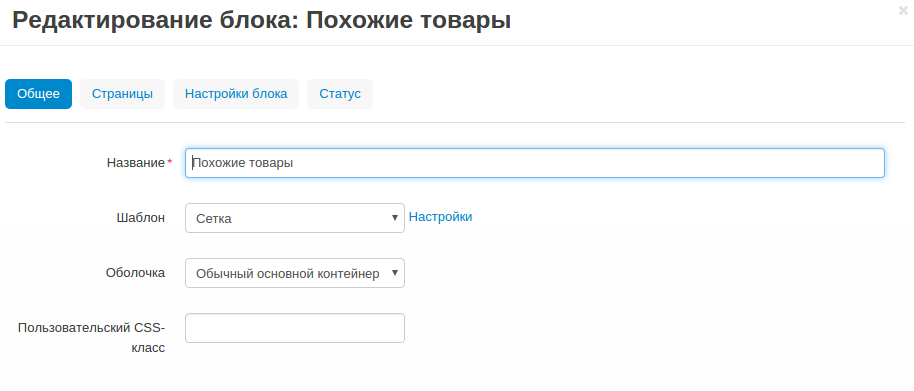 Редактирование блока: Похожие товары
Общее Страницы Настройки блока Статус
Название * Похожие товары
Шаблон Сетка Настройки
Оболочка Обычный основной контейнер
Пользовательский CSS-
класс